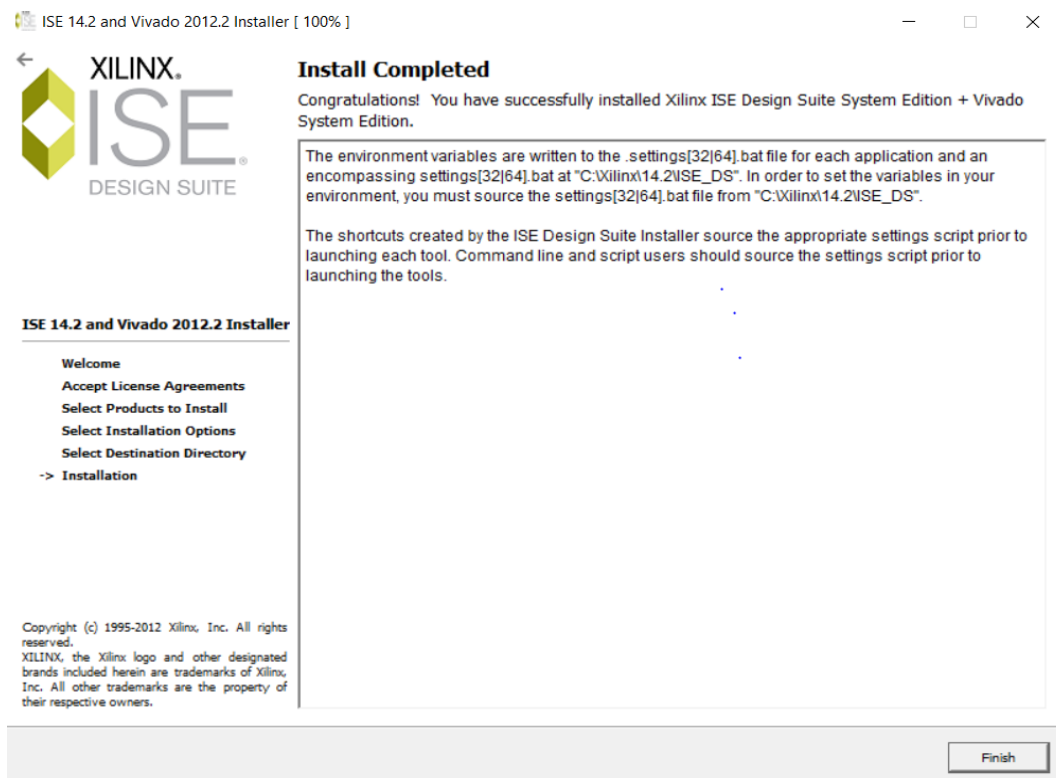 ISE 14.2 and Vivado 2012.2 Installer [ 100% ]
XILINX®
ISE®
DESIGN SUITE
ISE 14.2 and Vivado 2012.2 Installer
Welcome
Accept License Agreements
Select Products to Install
Select Installation Options
Select Destination Directory
-> Installation
Copyright (c) 1995-2012 Xilinx, Inc. All rights
reserved.
XILINX, the Xilinx logo and other designated
brands included herein are trademarks of Xilinx,
Inc. All other trademarks are the property of
their respective owners.
Install Completed
Congratulations! You have successfully installed Xilinx ISE Design Suite System Edition + Vivado
System Edition.
The environment variables are written to the .settings[32|64].bat file for each application and an
encompassing settings[32|64].bat at "C:\Xilinx\14.2\ISE_DS". In order to set the variables in your
environment, you must source the settings[32|64].bat file from "C:\Xilinx\14.2\ISE_DS".
The shortcuts created by the ISE Design Suite Installer source the appropriate settings script prior to
launching each tool. Command line and script users should source the settings script prior to
launching the tools.
Finish